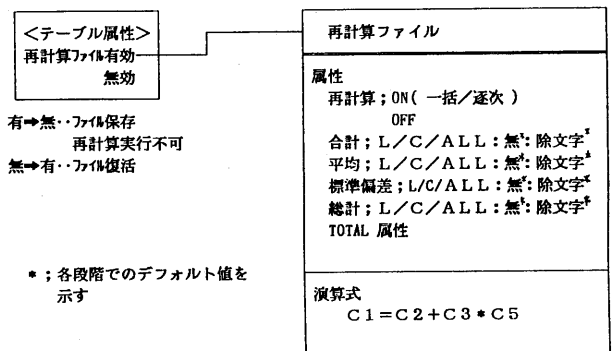 <テーブル属性>
再計算ファイル有効
無効
有➡無‥ファイル保存
再計算実行不可
無➡有‥ファイル復活
*；各段階でのデフォルト値を
示す
再計算ファイル
属性
再計算；ON( 一括／逐次 )
OFF
合計；L／C／ALL：無*：除文字*
平均；L／C／ALL：無*：除文字*
標準偏差；L/C/ALL：無*：除文字*
総計；L／C／ALL：無*：除文字*
TOTAL 属性
演算式
C1＝C2＋C3＊C5